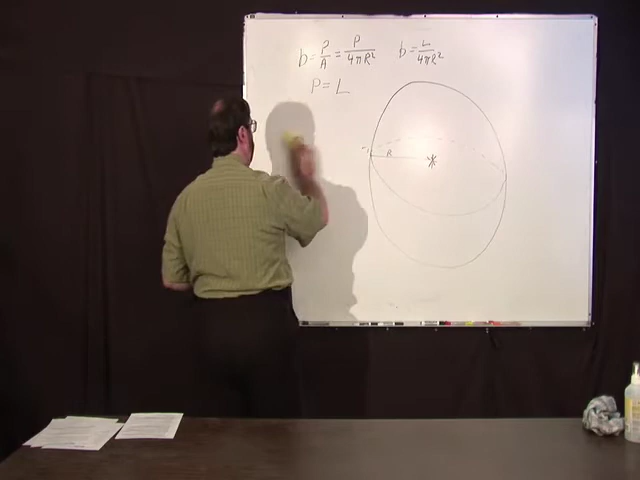 b = P/A = P/4πR² b = L/4πR²
P = L
R